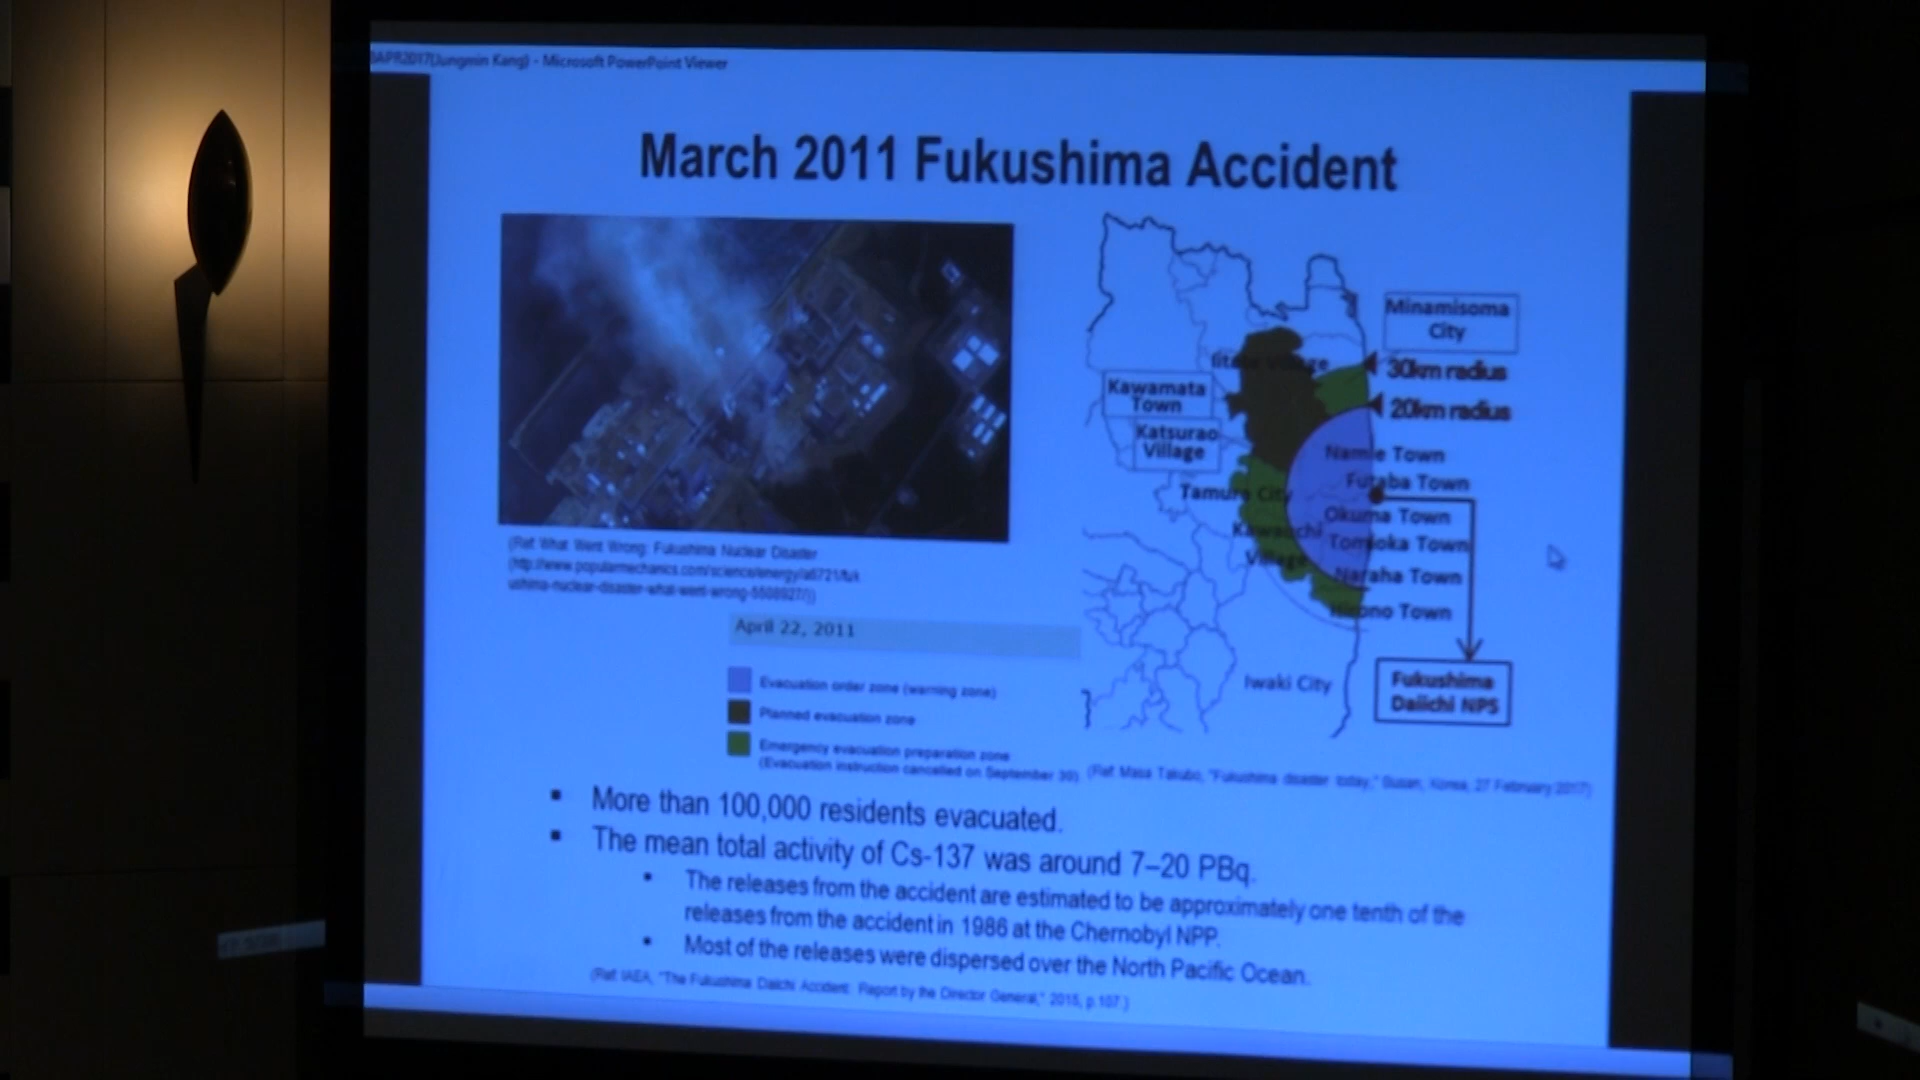 APR2017(Jungmin Kang) - Microsoft PowerPoint Viewer
March 2011 Fukushima Accident
Minamisoma
City
Iitate Village
30km radius
Kawamata
Town
20km radius
Katsurao
Village
Namie Town
Futaba Town
Tamura City
Okuma Town
Kawauchi
Village
Tomioka Town
Naraha Town
Hirono Town
Iwaki City
Fukushima
Daiichi NPS
(Ref: What Went Wrong: Fukushima Nuclear Disaster
(http://www.popularmechanics.com/science/energy/a6721/fuk
ushima-nuclear-disaster-what-went-wrong-5508927/))
April 22, 2011
Evacuation order zone (warning zone)
Planned evacuation zone
Emergency evacuation preparation zone
(Evacuation instruction cancelled on September 30)
(Ref: Masa Takubo, "Fukushima disaster today," Busan, Korea, 27 February 2017)
▪ More than 100,000 residents evacuated.
▪ The mean total activity of Cs-137 was around 7–20 PBq.
• The releases from the accident are estimated to be approximately one tenth of the
releases from the accident in 1986 at the Chernobyl NPP.
• Most of the releases were dispersed over the North Pacific Ocean.
(Ref: IAEA, "The Fukushima Daiichi Accident: Report by the Director General," 2015, p.107.)